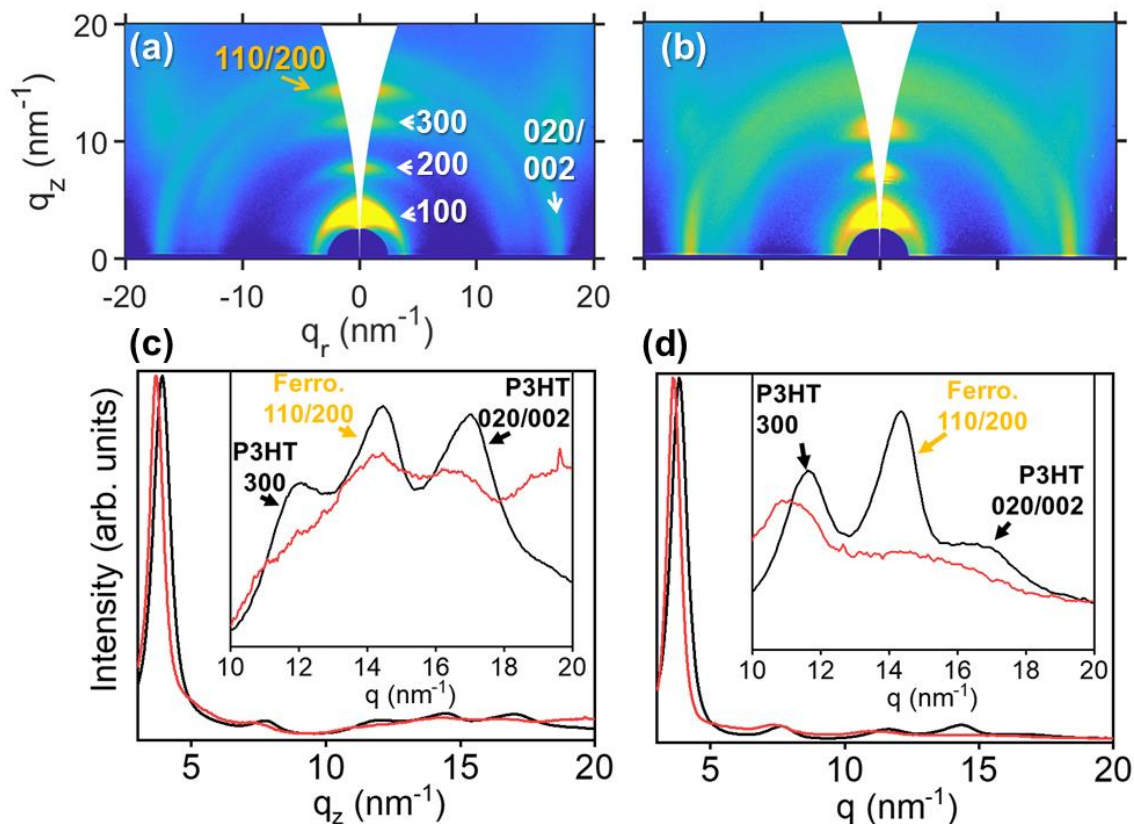 (a)
110/200
300
200
100
020/
002
20
10
0
q_z (nm⁻¹)
-20
-10
0
10
20
q_r (nm⁻¹)
(b)
(c)
Ferro.
110/200
P3HT
020/002
P3HT
300
10 12 14 16 18 20
q (nm⁻¹)
Intensity (arb. units)
5 10 15 20
q_z (nm⁻¹)
(d)
P3HT
300
Ferro.
110/200
P3HT
020/002
10 12 14 16 18 20
q (nm⁻¹)
5 10 15 20
q (nm⁻¹)